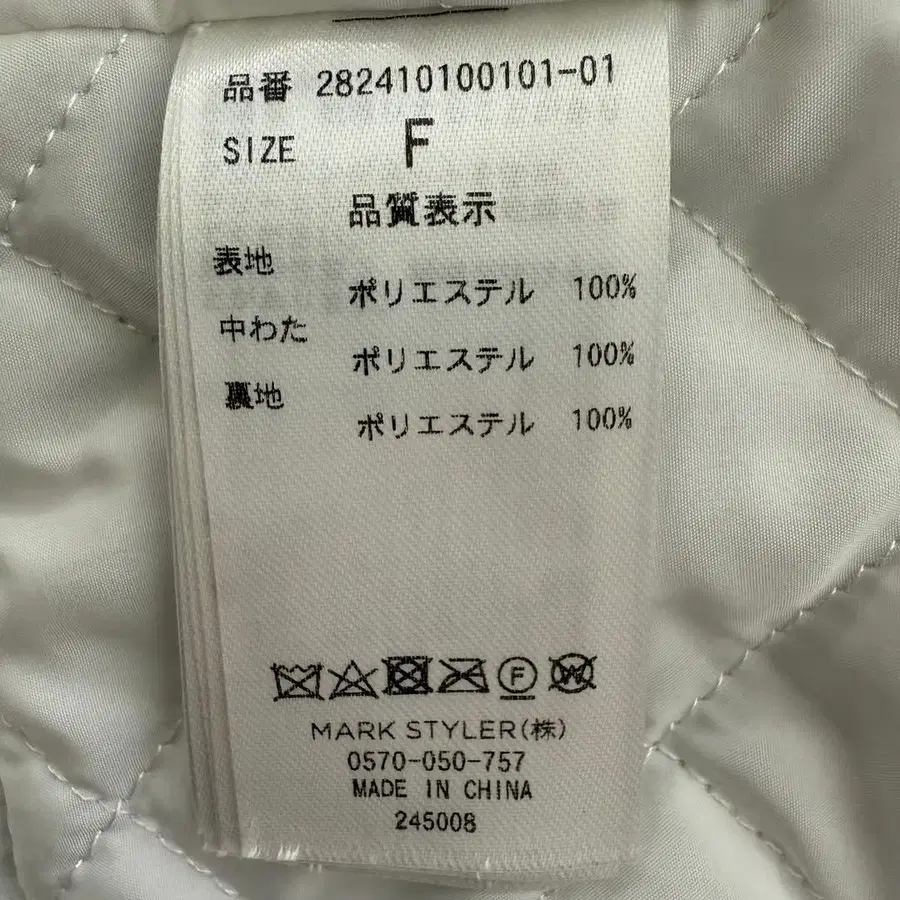 品番 282410100101-01
SIZE F
品質表示
表地
ポリエステル 100%
中わた
ポリエステル 100%
裏地
ポリエステル 100%
F W
MARK STYLER(株)
0570-050-757
MADE IN CHINA
245008